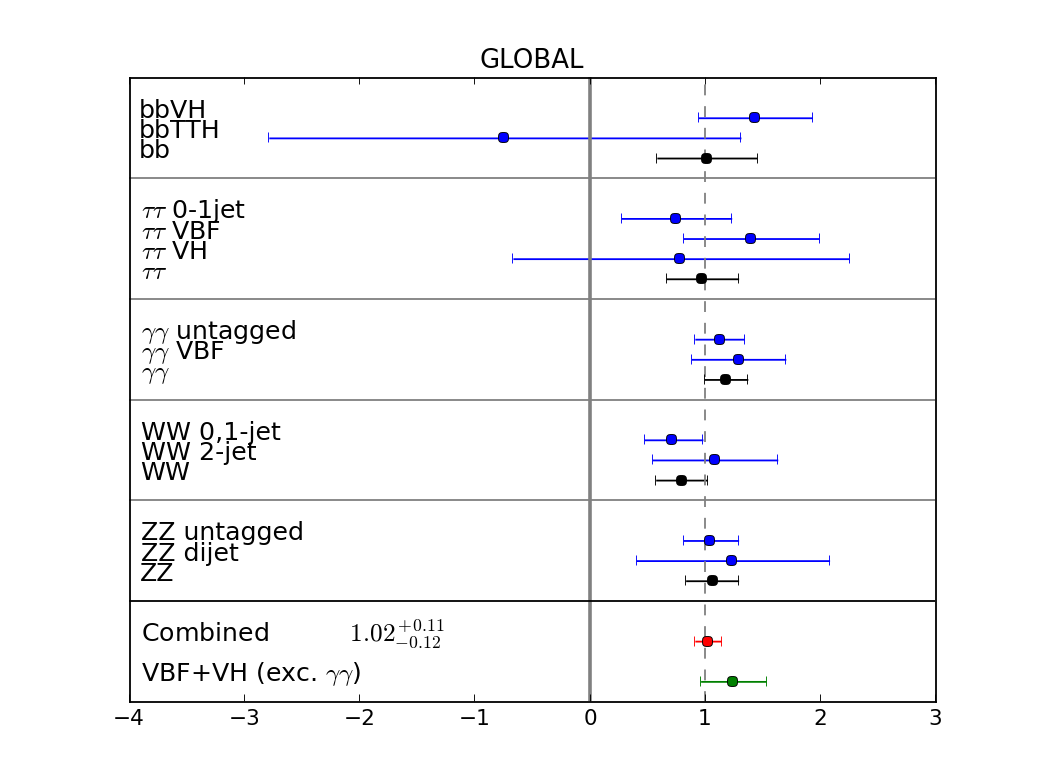 GLOBAL
bbVH
bbTTH
bb
ττ 0-1jet
ττ VBF
ττ VH
ττ
γγ untagged
γγ VBF
γγ
WW 0,1-jet
WW 2-jet
WW
ZZ untagged
ZZ dijet
ZZ
Combined 1.02 +0.11 −0.12
VBF+VH (exc. γγ)
−4 −3 −2 −1 0 1 2 3